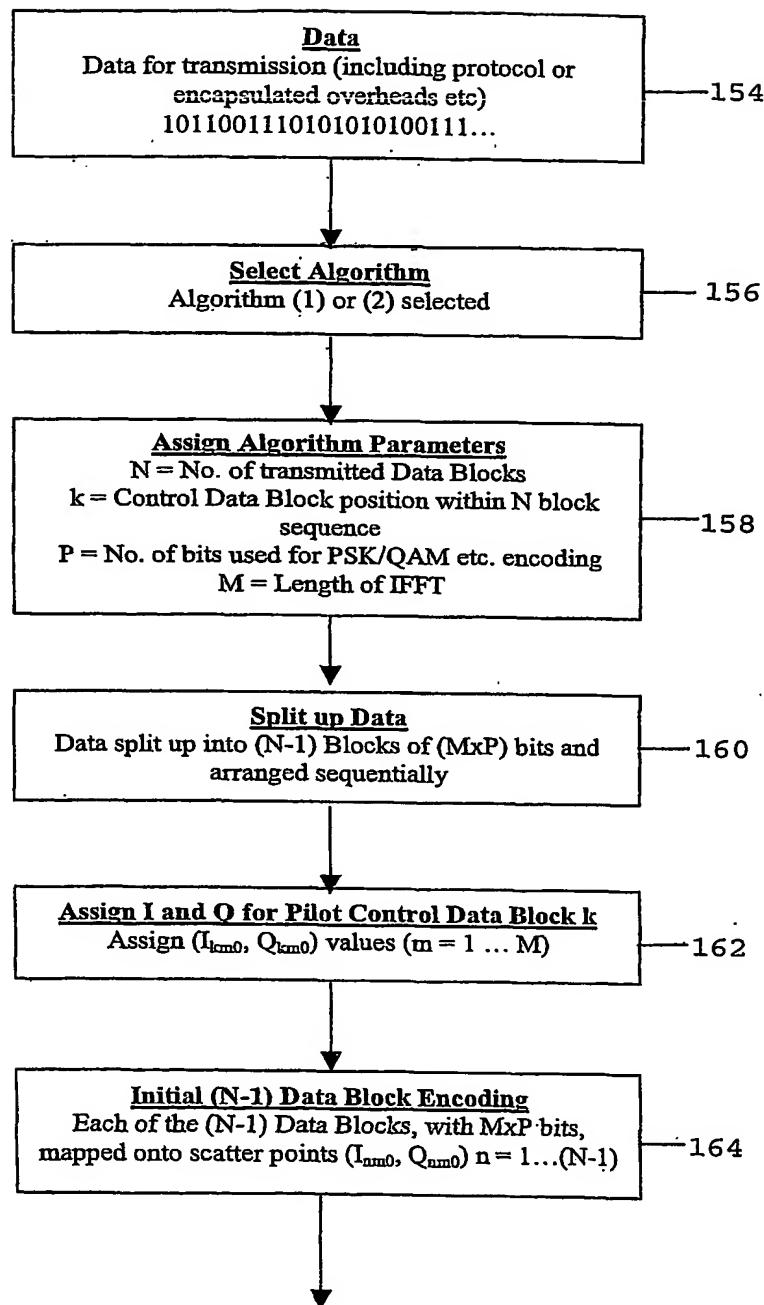 Data
Data for transmission (including protocol or
encapsulated overheads etc)
1011001110101010100111...
154
Select Algorithm
Algorithm (1) or (2) selected
156
Assign Algorithm Parameters
N = No. of transmitted Data Blocks
k = Control Data Block position within N block
sequence
P = No. of bits used for PSK/QAM etc. encoding
M = Length of IFFT
158
Split up Data
Data split up into (N-1) Blocks of (MxP) bits and
arranged sequentially
160
Assign I and Q for Pilot Control Data Block k
Assign (Ikm0, Qkm0) values (m = 1 ... M)
162
Initial (N-1) Data Block Encoding
Each of the (N-1) Data Blocks, with MxP bits,
mapped onto scatter points (Inm0, Qnm0) n = 1...(N-1)
164